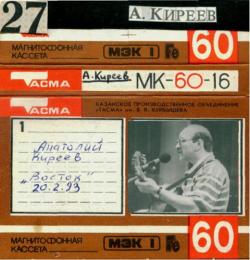 27 А. КИРЕЕВ
МАГНИТОФОННАЯ
КАССЕТА
МЭК I Fe 60
ТАСМА А. Киреев МК-60-16
ТАСМА
КАЗАНСКОЕ ПРОИЗВОДСТВЕННОЕ ОБЪЕДИНЕНИЕ
«ТАСМА» им. В. В. КУЙБЫШЕВА
1
Анатолий
Киреев
"Восток"
20.2.93
МАГНИТОФОННАЯ
КАССЕТА
МЭК I Fe 60